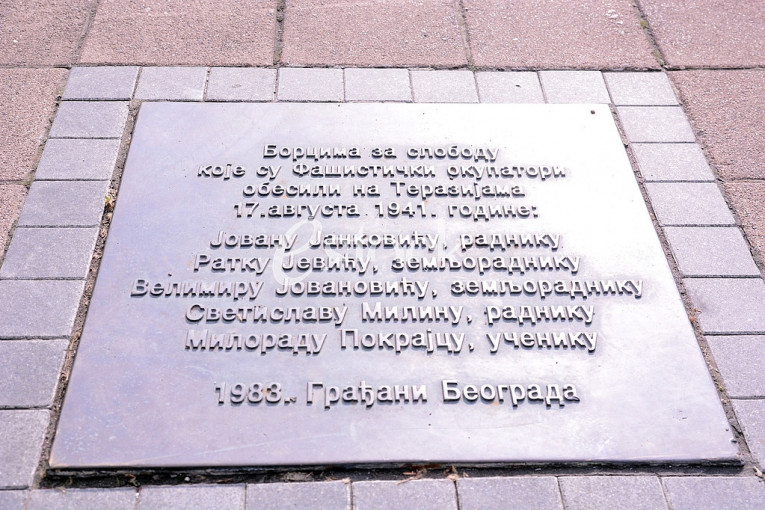 Борцима за слободу
које су Фашистички окупатори
обесили на Теразијама
17. августа 1941. године:
Јовану Јанковићу, раднику
Ратку Јевићу, земљораднику
Велимиру Јовановићу, земљораднику
Светиславу Милину, раднику
Милораду Покрајцу, ученику
1983. Грађани Београда